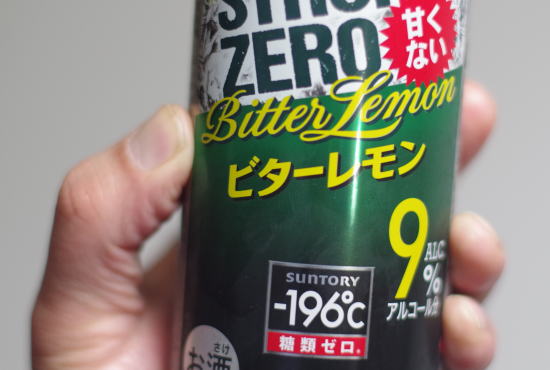 ZERO
甘く
ない
Bitter Lemon
ビターレモン
9
ALC.
%
アルコール分
SUNTORY
-196℃
糖類ゼロ。
さけ
お酒